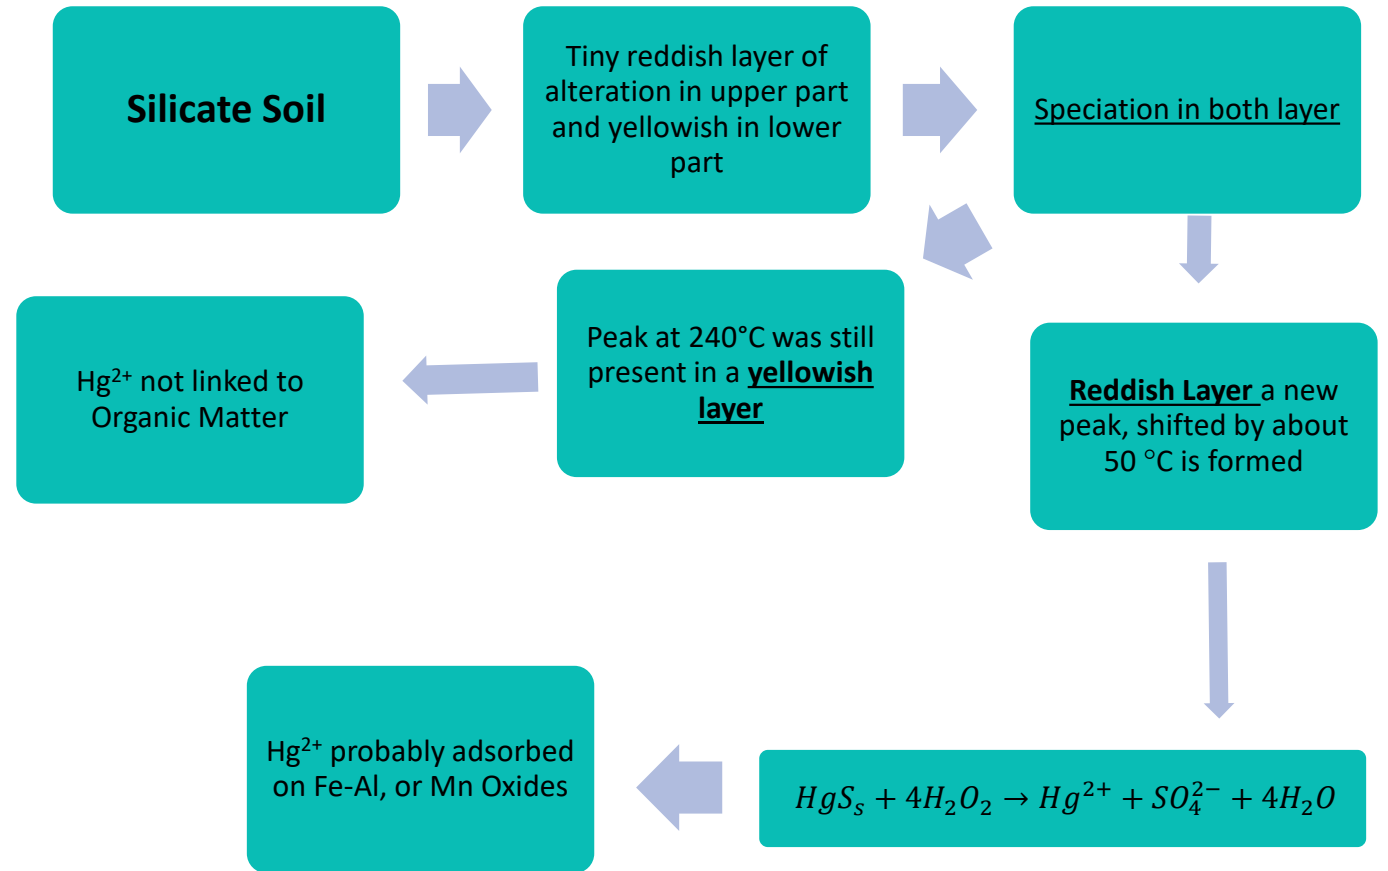 Silicate Soil
Tiny reddish layer of
alteration in upper part
and yellowish in lower
part
Speciation in both layer
Peak at 240°C was still
present in a yellowish
layer
Hg²⁺ not linked to
Organic Matter
Reddish Layer a new
peak, shifted by about
50 °C is formed
HgSₛ + 4H₂O₂ → Hg²⁺ + SO₄²⁻ + 4H₂O
Hg²⁺ probably adsorbed
on Fe-Al, or Mn Oxides